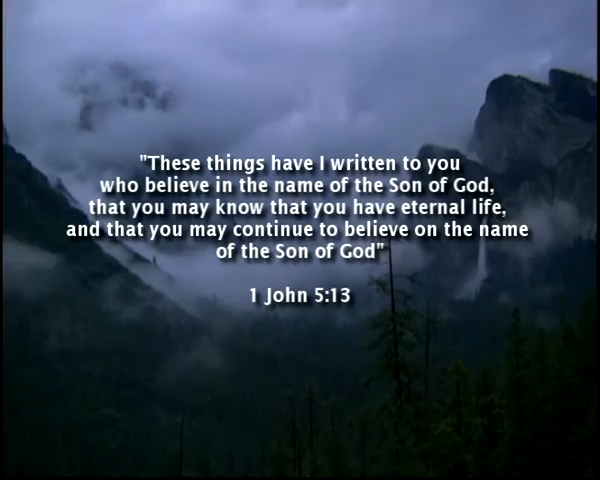 "These things have I written to you
who believe in the name of the Son of God,
that you may know that you have eternal life,
and that you may continue to believe on the name
of the Son of God"
1 John 5:13